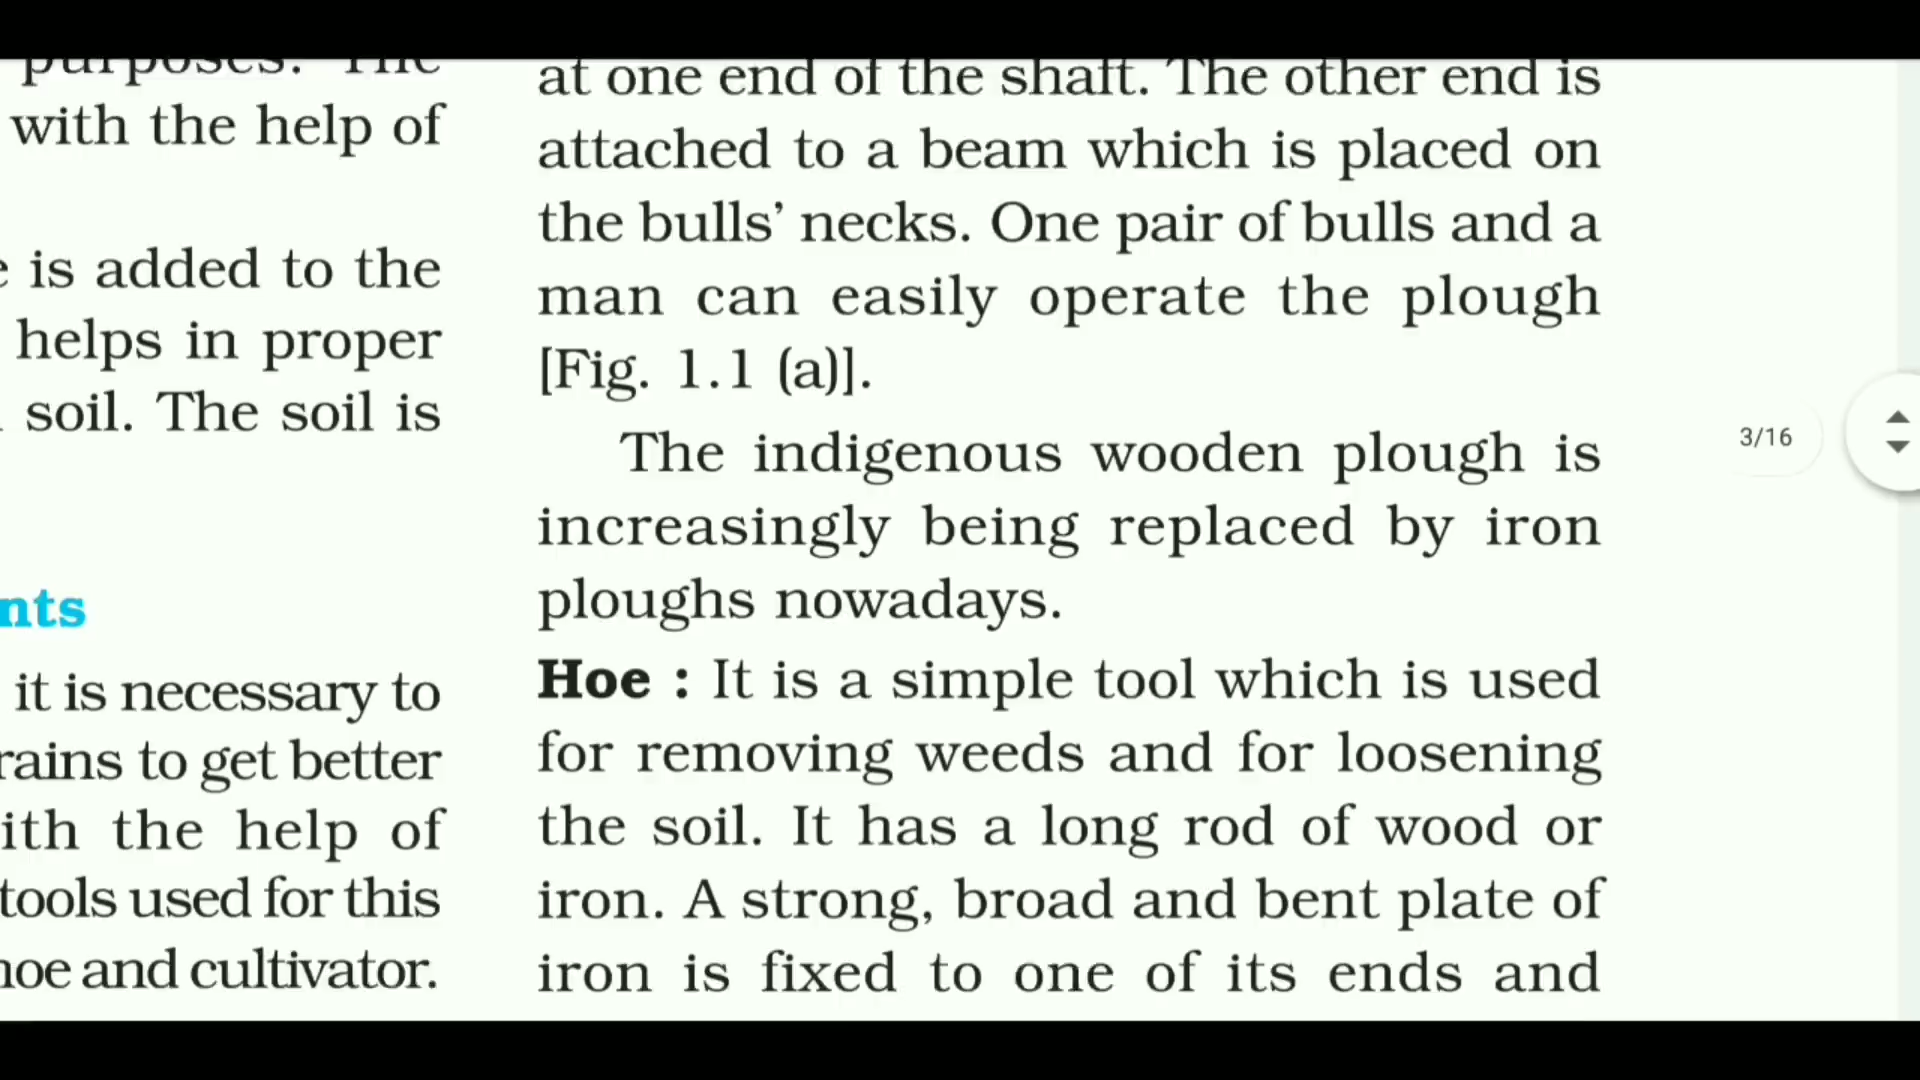 purposes. The
with the help of
is added to the
helps in proper
soil. The soil is
nts
it is necessary to
rains to get better
ith the help of
tools used for this
hoe and cultivator.
at one end of the shaft. The other end is
attached to a beam which is placed on
the bulls’ necks. One pair of bulls and a
man can easily operate the plough
[Fig. 1.1 (a)].
The indigenous wooden plough is
increasingly being replaced by iron
ploughs nowadays.
Hoe : It is a simple tool which is used
for removing weeds and for loosening
the soil. It has a long rod of wood or
iron. A strong, broad and bent plate of
iron is fixed to one of its ends and
3/16